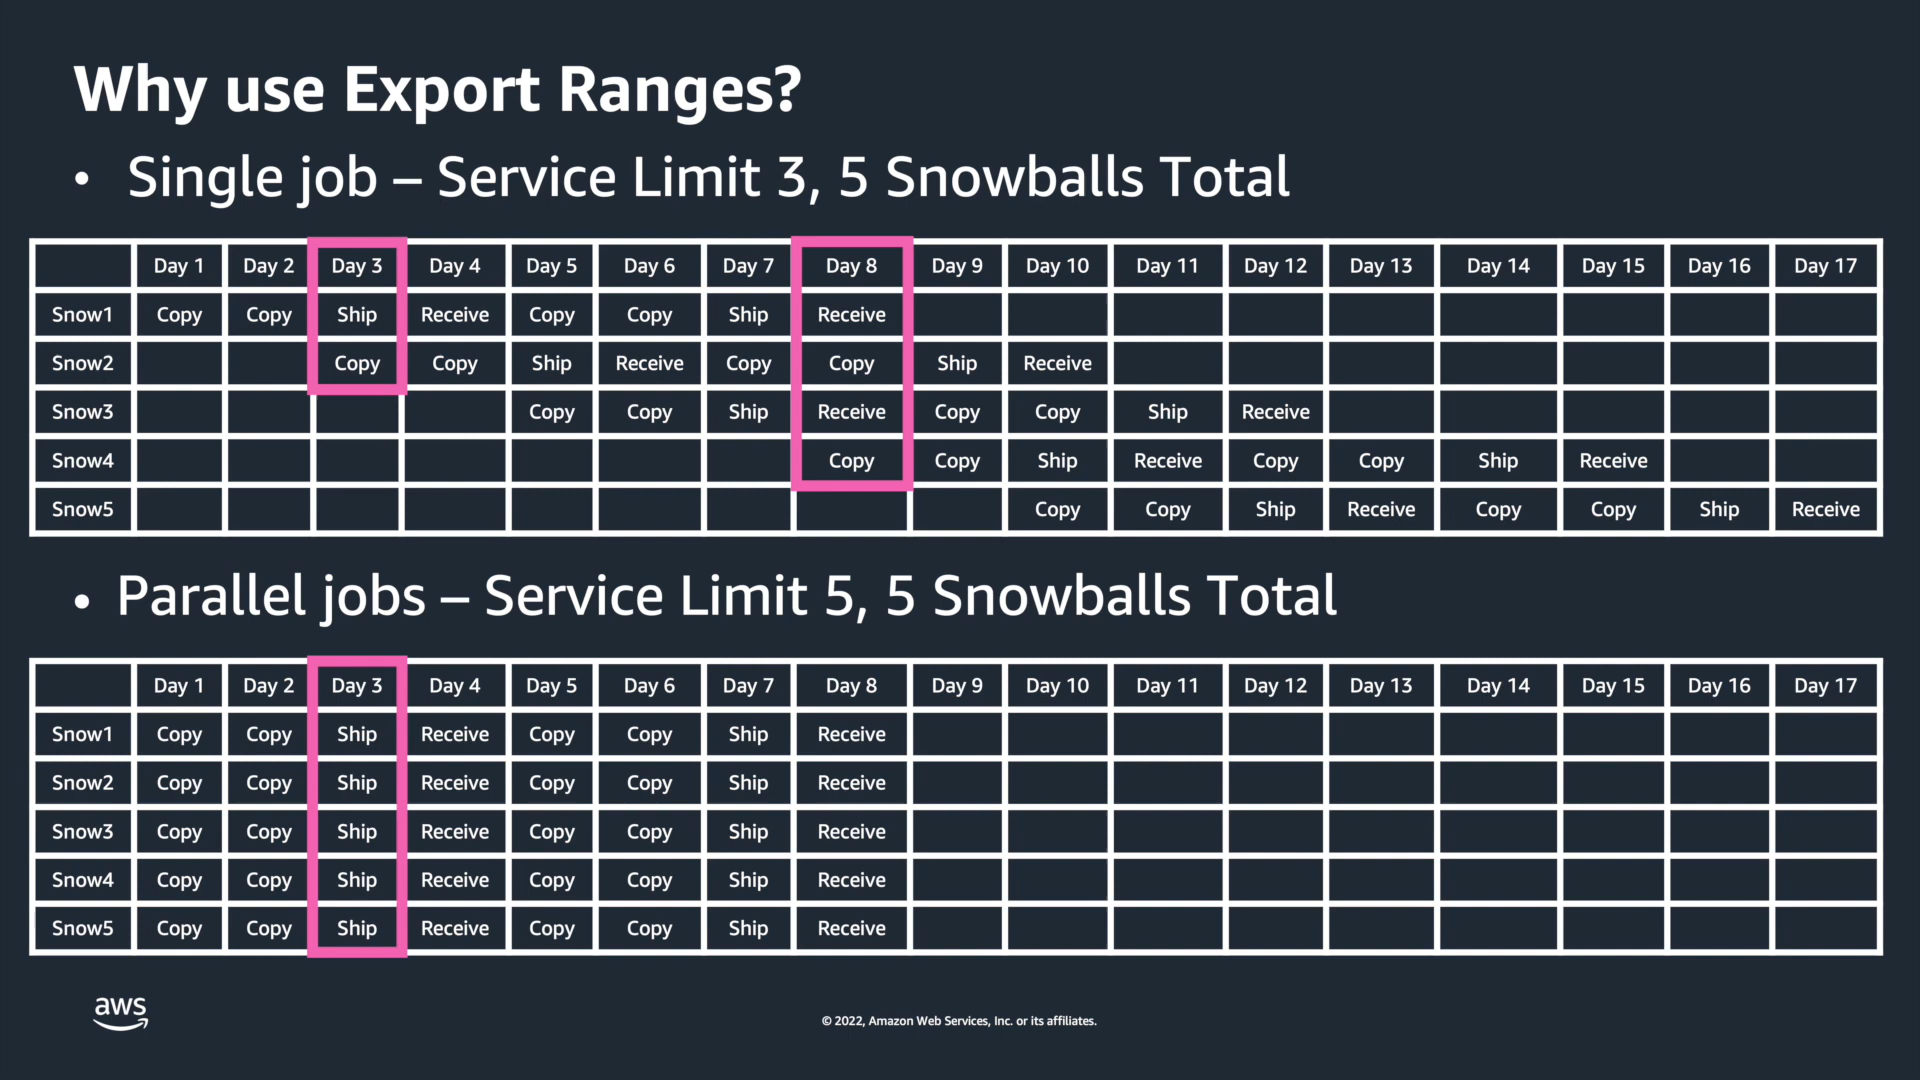 Why use Export Ranges?
• Single job – Service Limit 3, 5 Snowballs Total
Day 1 Day 2 Day 3 Day 4 Day 5 Day 6 Day 7 Day 8 Day 9 Day 10 Day 11 Day 12 Day 13 Day 14 Day 15 Day 16 Day 17
Snow1 Copy Copy Ship Receive Copy Copy Ship Receive
Snow2 Copy Copy Ship Receive Copy Copy Ship Receive
Snow3 Copy Copy Ship Receive Copy Copy Ship Receive
Snow4 Copy Copy Ship Receive Copy Copy Ship Receive
Snow5 Copy Copy Ship Receive Copy Copy Ship Receive
• Parallel jobs – Service Limit 5, 5 Snowballs Total
Day 1 Day 2 Day 3 Day 4 Day 5 Day 6 Day 7 Day 8 Day 9 Day 10 Day 11 Day 12 Day 13 Day 14 Day 15 Day 16 Day 17
Snow1 Copy Copy Ship Receive Copy Copy Ship Receive
Snow2 Copy Copy Ship Receive Copy Copy Ship Receive
Snow3 Copy Copy Ship Receive Copy Copy Ship Receive
Snow4 Copy Copy Ship Receive Copy Copy Ship Receive
Snow5 Copy Copy Ship Receive Copy Copy Ship Receive
aws
© 2022, Amazon Web Services, Inc. or its affiliates.